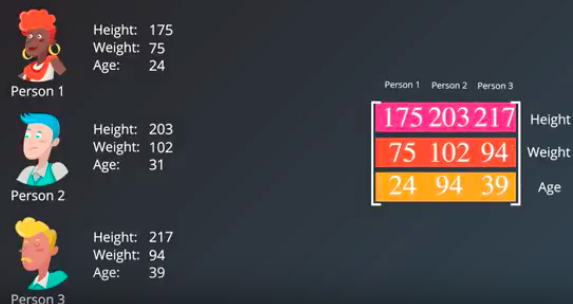 Height: 175
Weight: 75
Age: 24
Person 1
Height: 203
Weight: 102
Age: 31
Person 2
Height: 217
Weight: 94
Age: 39
Person 3
Person 1 Person 2 Person 3
175 203 217 Height
75 102 94 Weight
24 94 39 Age